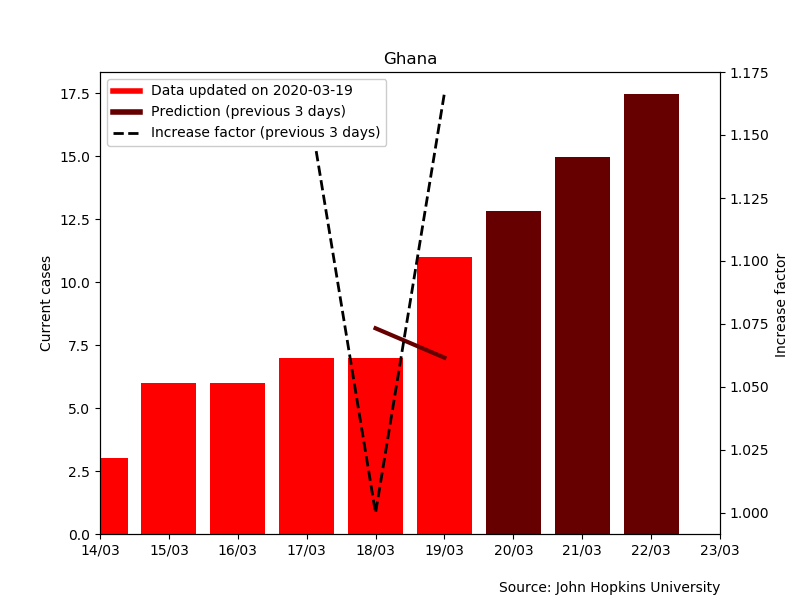 Ghana
Data updated on 2020-03-19
Prediction (previous 3 days)
Increase factor (previous 3 days)
Current cases
17.5
15.0
12.5
10.0
7.5
5.0
2.5
0.0
1.175
1.150
1.125
1.100
1.075
1.050
1.025
1.000
Increase factor
14/03 15/03 16/03 17/03 18/03 19/03 20/03 21/03 22/03 23/03
Source: John Hopkins University